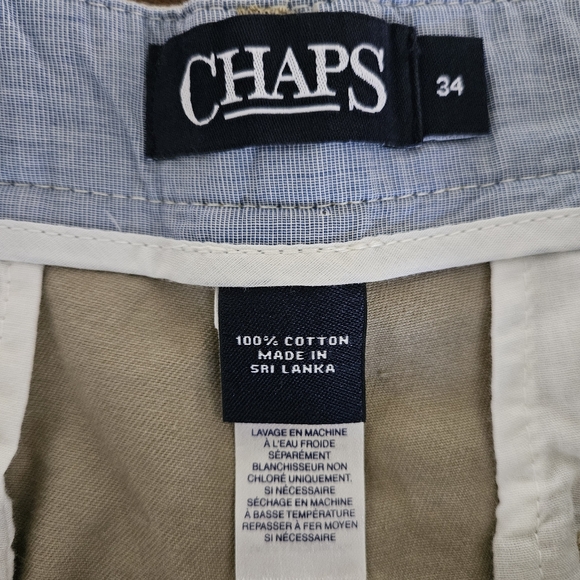 CHAPS
34
100% COTTON
MADE IN
SRI LANKA
LAVAGE EN MACHINE
À L'EAU FROIDE
SÉPARÉMENT
BLANCHISSEUR NON
CHLORÉ UNIQUEMENT,
SI NÉCESSAIRE
SÉCHAGE EN MACHINE
À BASSE TEMPÉRATURE
REPASSER À FER MOYEN
SI NÉCESSAIRE